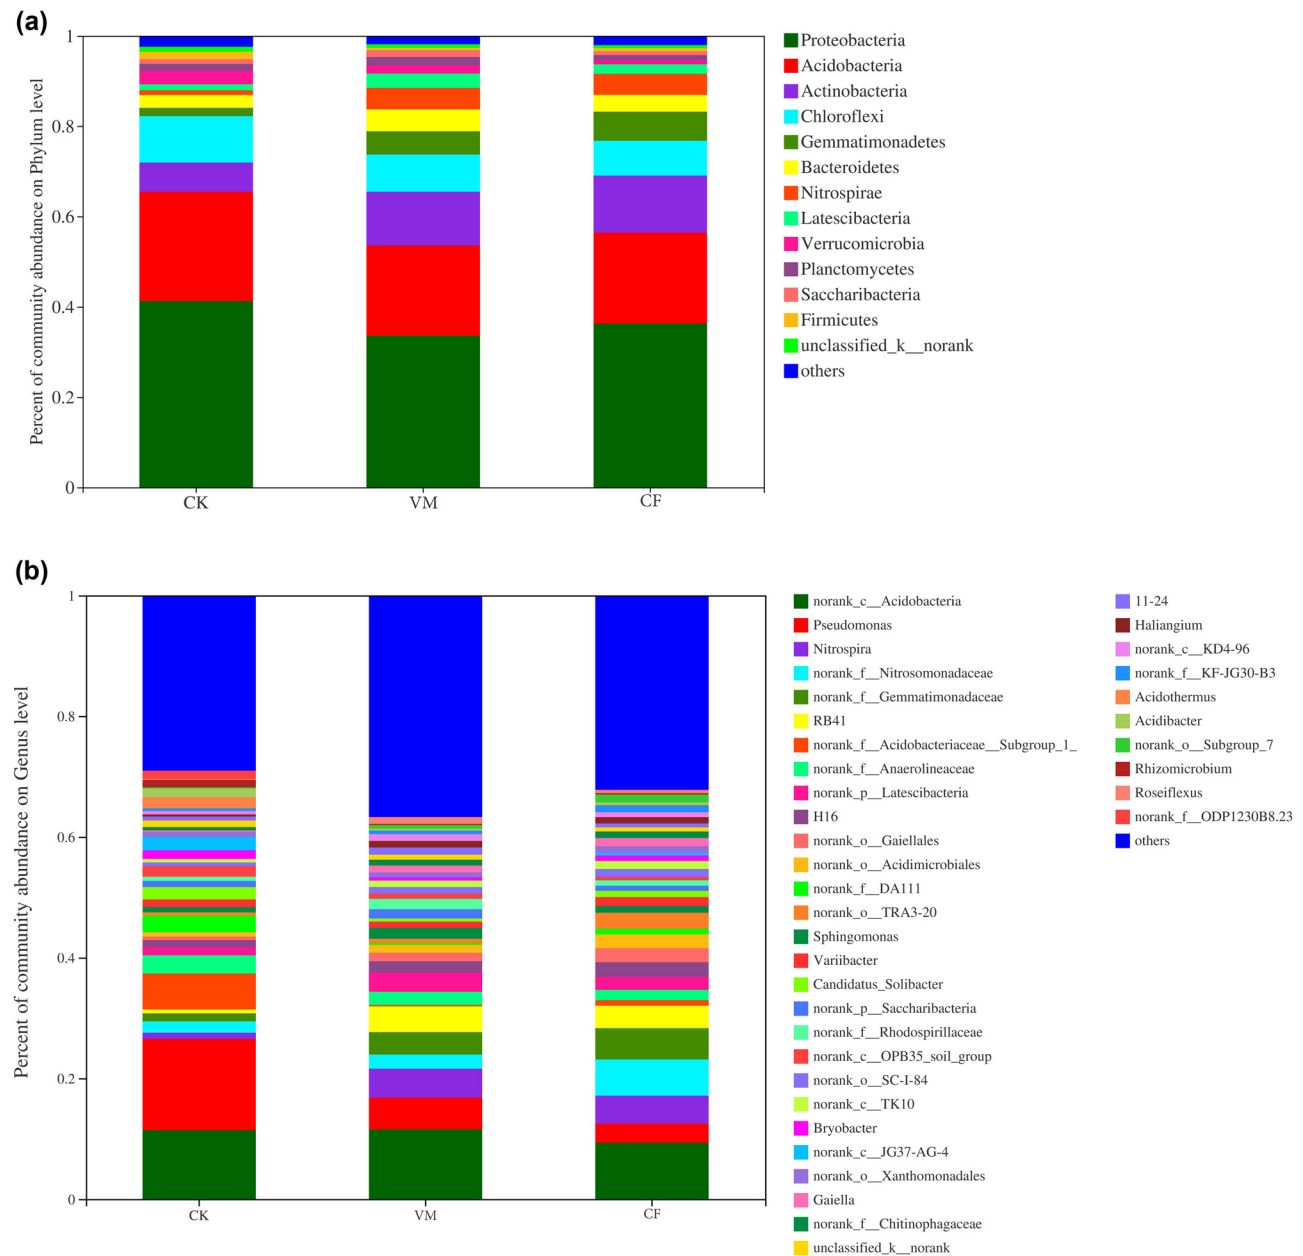 (a)
Percent of community abundance on Phylum level
1
0.8
0.6
0.4
0.2
0
CK
VM
CF
Proteobacteria
Acidobacteria
Actinobacteria
Chloroflexi
Gemmatimonadetes
Bacteroidetes
Nitrospirae
Latescibacteria
Verrucomicrobia
Planctomycetes
Saccharibacteria
Firmicutes
unclassified_k__norank
others
(b)
Percent of community abundance on Genus level
1
0.8
0.6
0.4
0.2
0
CK
VM
CF
norank_c__Acidobacteria
Pseudomonas
Nitrospira
norank_f__Nitrosomonadaceae
norank_f__Gemmatimonadaceae
RB41
norank_f__Acidobacteriaceae__Subgroup_1_
norank_f__Anaerolineaceae
norank_p__Latescibacteria
H16
norank_o__Gaiellales
norank_o__Acidimicrobiales
norank_f__DA111
norank_o__TRA3-20
Sphingomonas
Variibacter
Candidatus_Solibacter
norank_p__Saccharibacteria
norank_f__Rhodospirillaceae
norank_c__OPB35_soil_group
norank_o__SC-I-84
norank_c__TK10
Bryobacter
norank_c__JG37-AG-4
norank_o__Xanthomonadales
Gaiella
norank_f__Chitinophagaceae
unclassified_k__norank
11-24
Haliangium
norank_c__KD4-96
norank_f__KF-JG30-B3
Acidothermus
Acidibacter
norank_o__Subgroup_7
Rhizomicrobium
Roseiflexus
norank_f__ODP1230B8.23
others